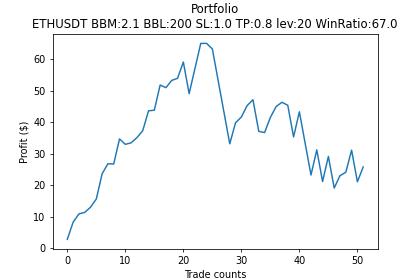 Portfolio
ETHUSDT BBM:2.1 BBL:200 SL:1.0 TP:0.8 lev:20 WinRatio:67.0
Profit ($)
60
50
40
30
20
10
0
0 10 20 30 40 50
Trade counts